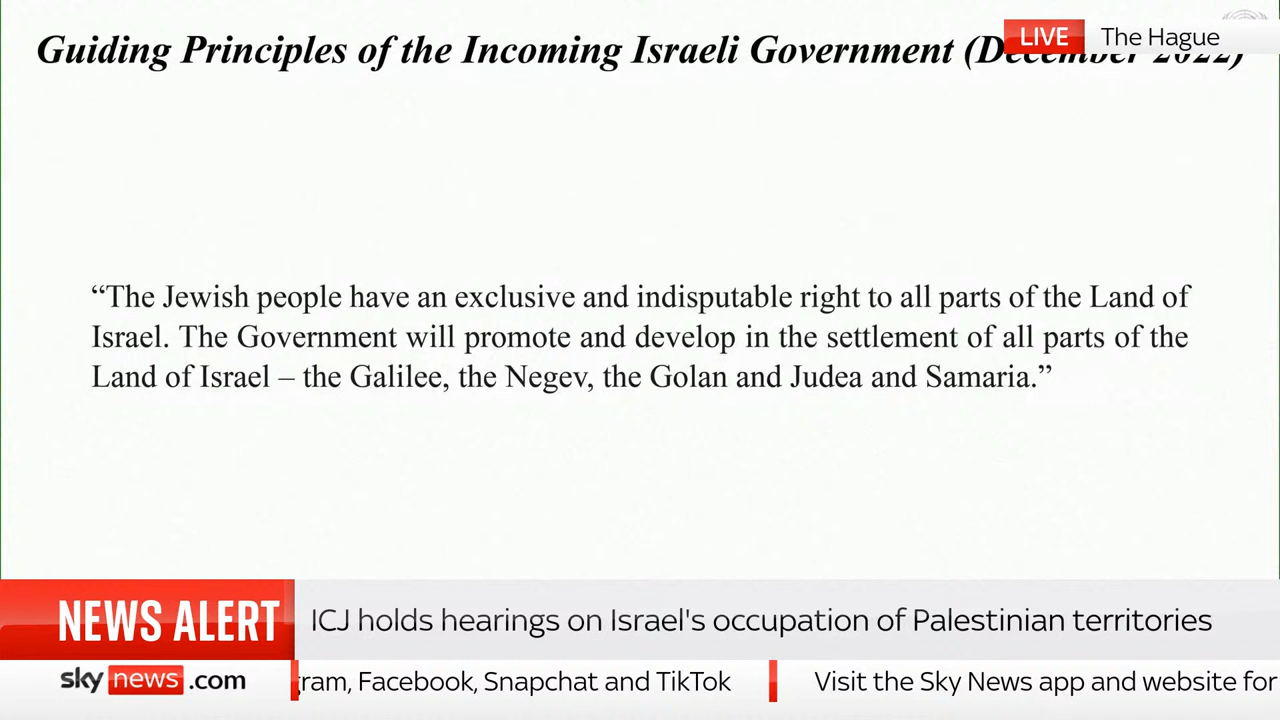 Guiding Principles of the Incoming Israeli Government (December 2022)
LIVE The Hague
“The Jewish people have an exclusive and indisputable right to all parts of the Land of
Israel. The Government will promote and develop in the settlement of all parts of the
Land of Israel – the Galilee, the Negev, the Golan and Judea and Samaria.”
NEWS ALERT ICJ holds hearings on Israel's occupation of Palestinian territories
sky news .com gram, Facebook, Snapchat and TikTok Visit the Sky News app and website for